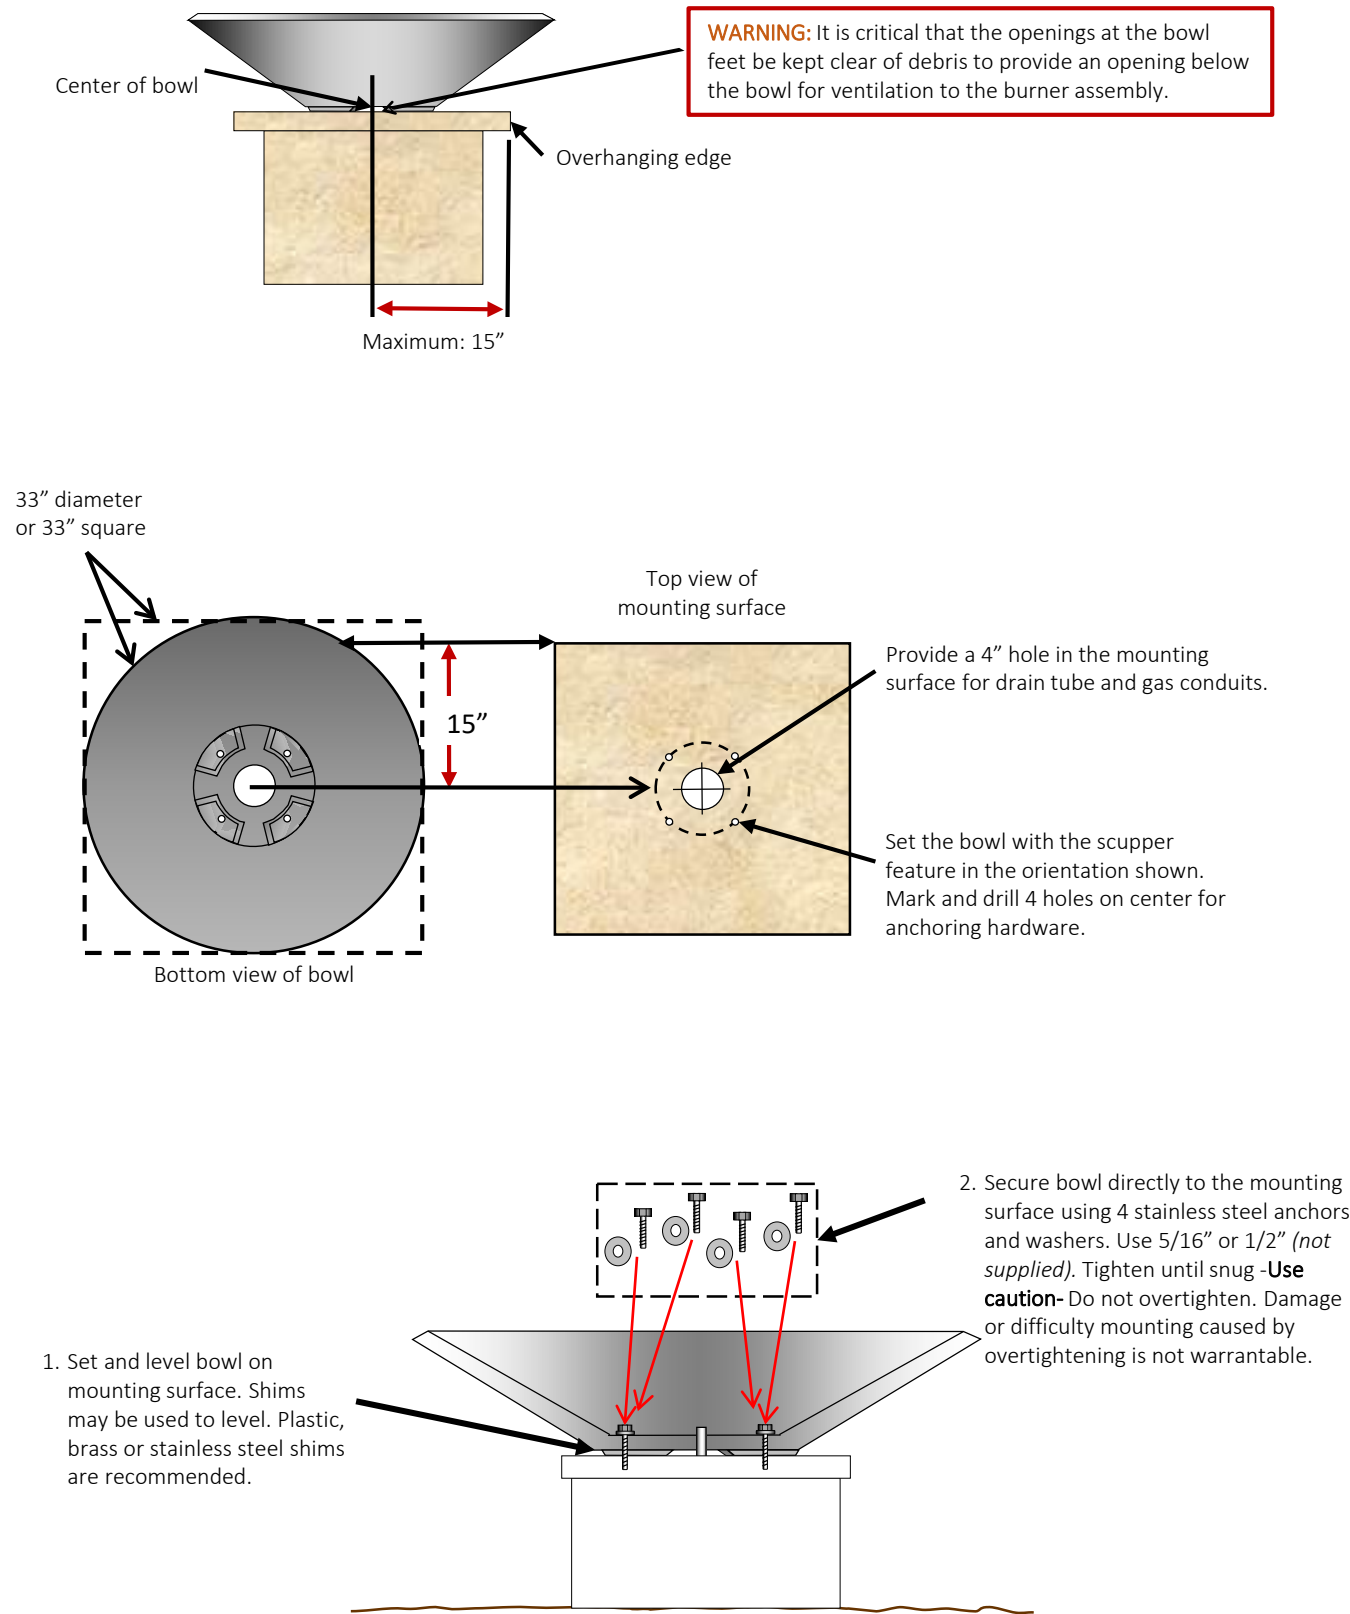 WARNING: It is critical that the openings at the bowl
feet be kept clear of debris to provide an opening below
the bowl for ventilation to the burner assembly.
Center of bowl
Overhanging edge
Maximum: 15”
33” diameter
or 33” square
Top view of
mounting surface
Provide a 4” hole in the mounting
surface for drain tube and gas conduits.
15”
Set the bowl with the scupper
feature in the orientation shown.
Mark and drill 4 holes on center for
anchoring hardware.
Bottom view of bowl
2. Secure bowl directly to the mounting
surface using 4 stainless steel anchors
and washers. Use 5/16” or 1/2” (not
supplied). Tighten until snug -Use
caution- Do not overtighten. Damage
or difficulty mounting caused by
overtightening is not warrantable.
1. Set and level bowl on
mounting surface. Shims
may be used to level. Plastic,
brass or stainless steel shims
are recommended.